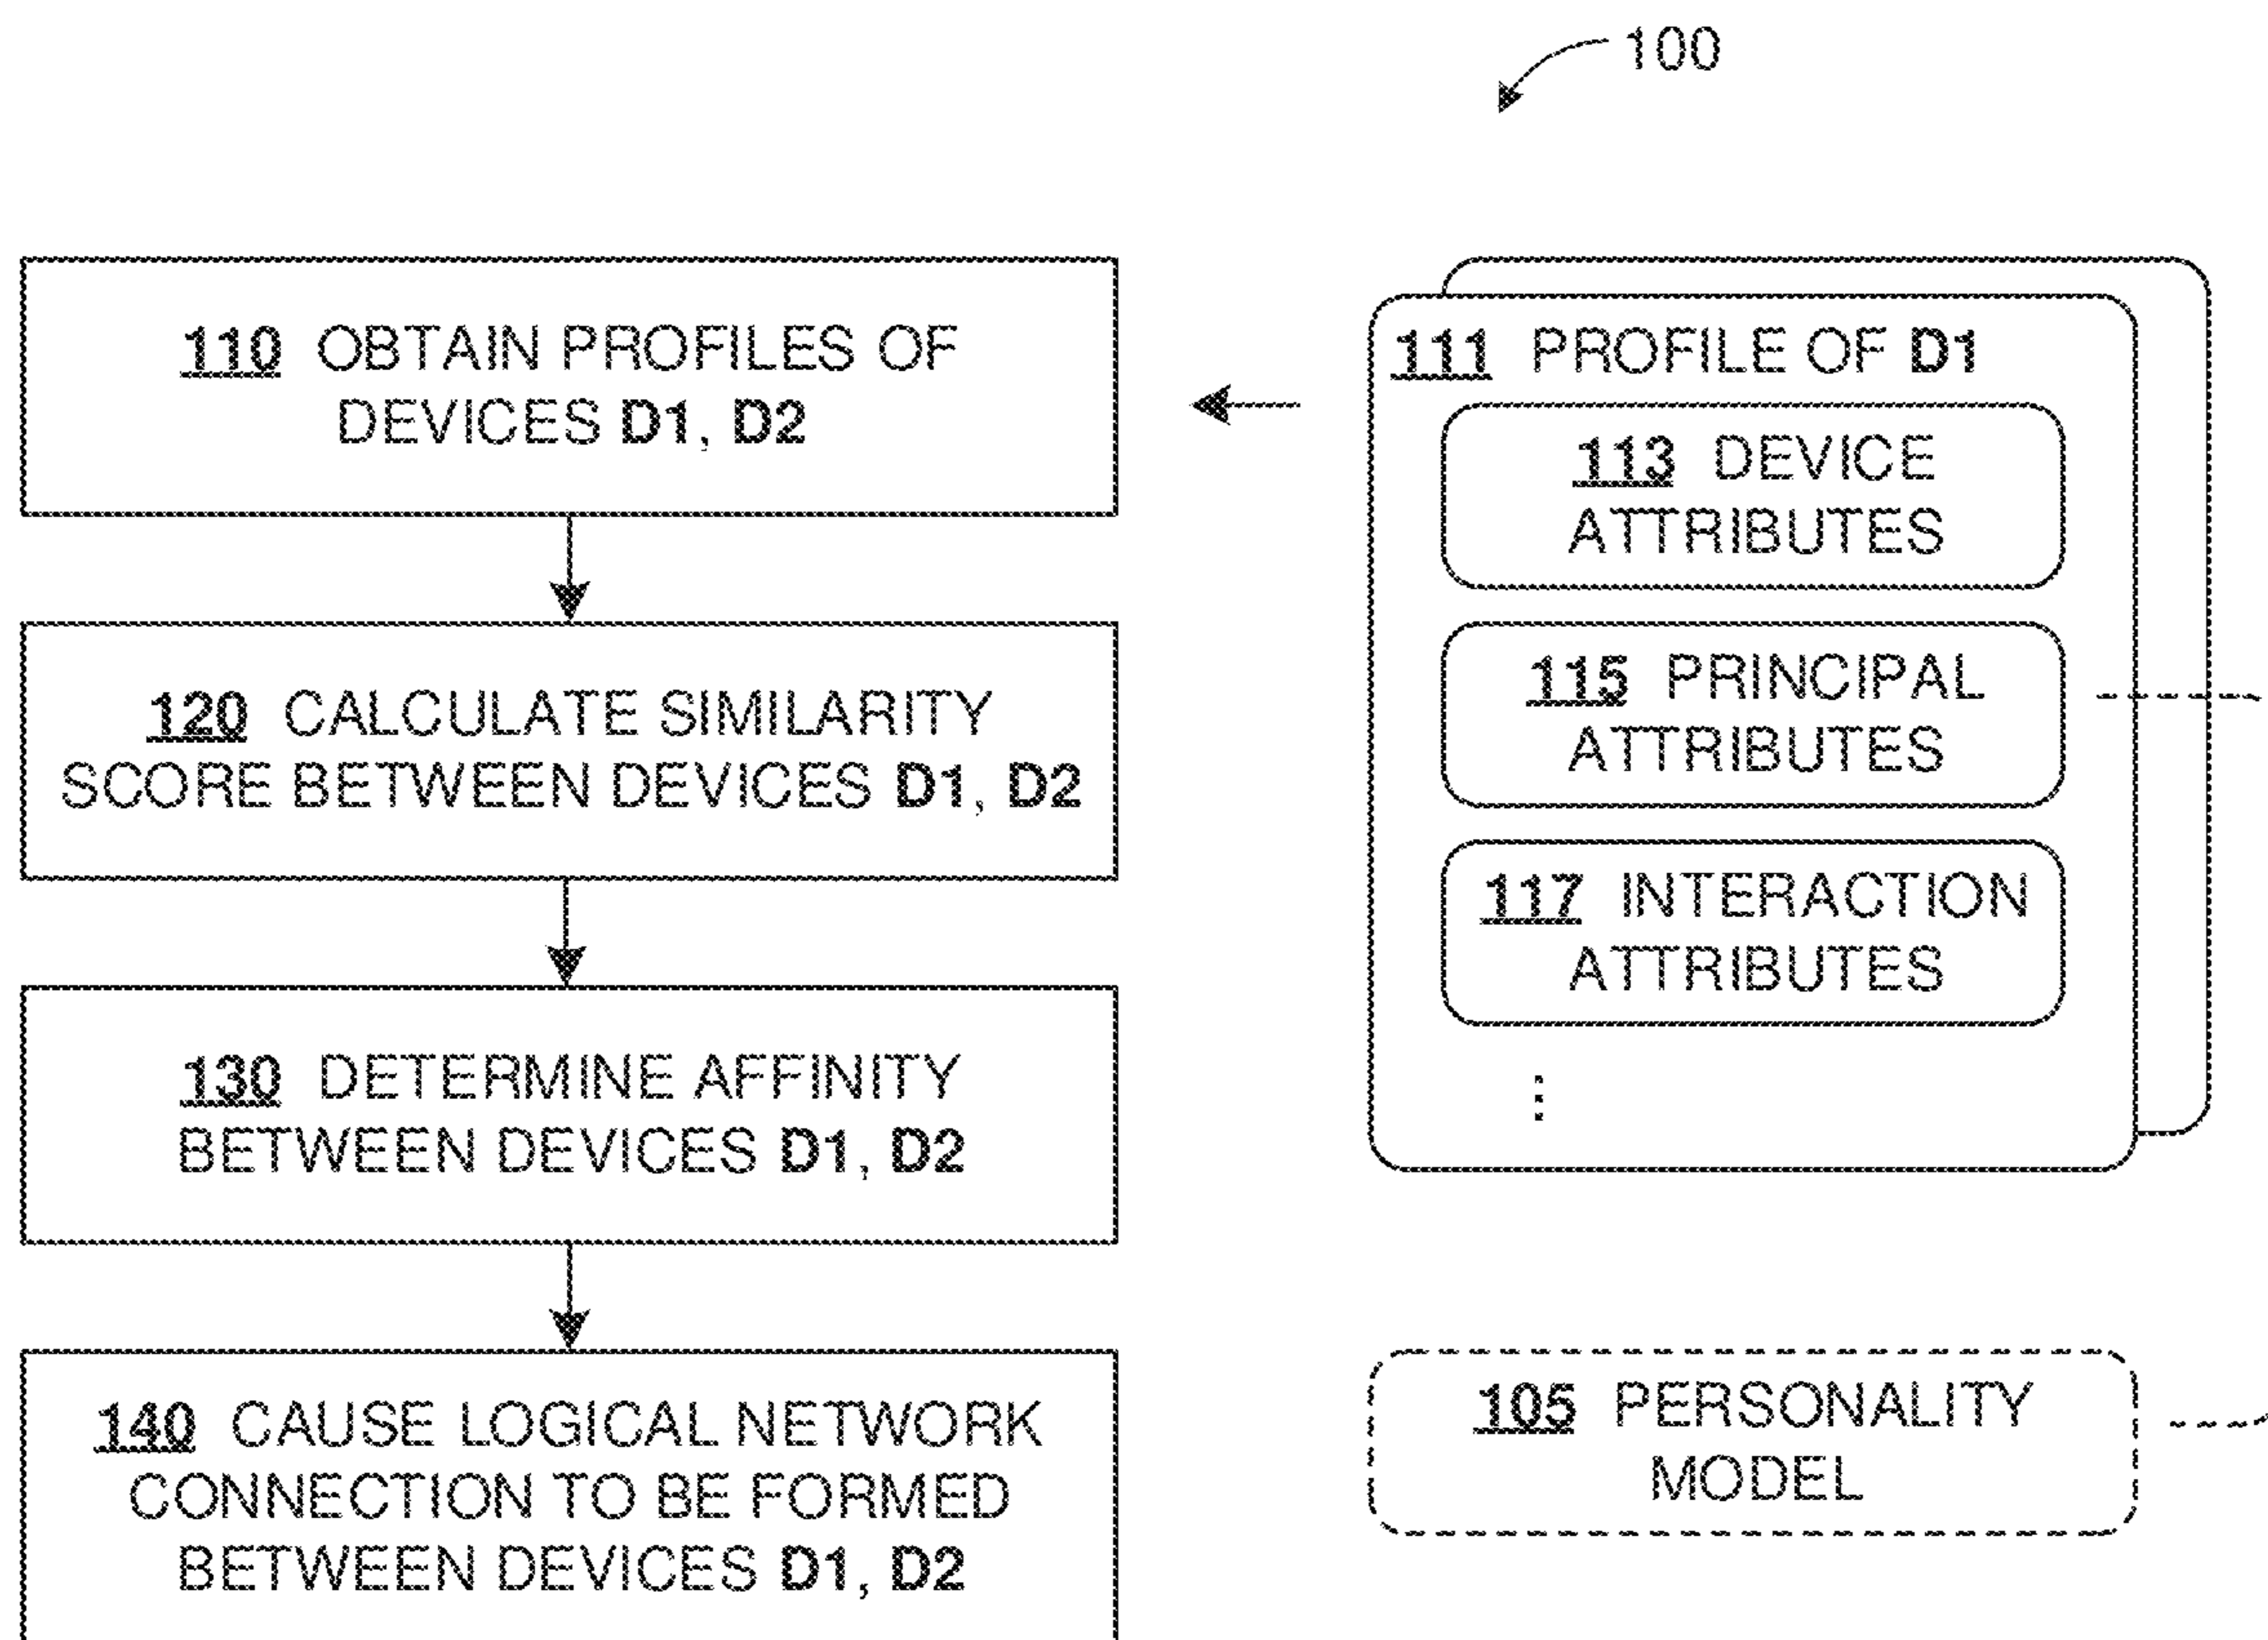 100
110 OBTAIN PROFILES OF
DEVICES D1, D2
120 CALCULATE SIMILARITY
SCORE BETWEEN DEVICES D1, D2
130 DETERMINE AFFINITY
BETWEEN DEVICES D1, D2
140 CAUSE LOGICAL NETWORK
CONNECTION TO BE FORMED
BETWEEN DEVICES D1, D2
111 PROFILE OF D1
113 DEVICE
ATTRIBUTES
115 PRINCIPAL
ATTRIBUTES
117 INTERACTION
ATTRIBUTES
⋮
105 PERSONALITY
MODEL